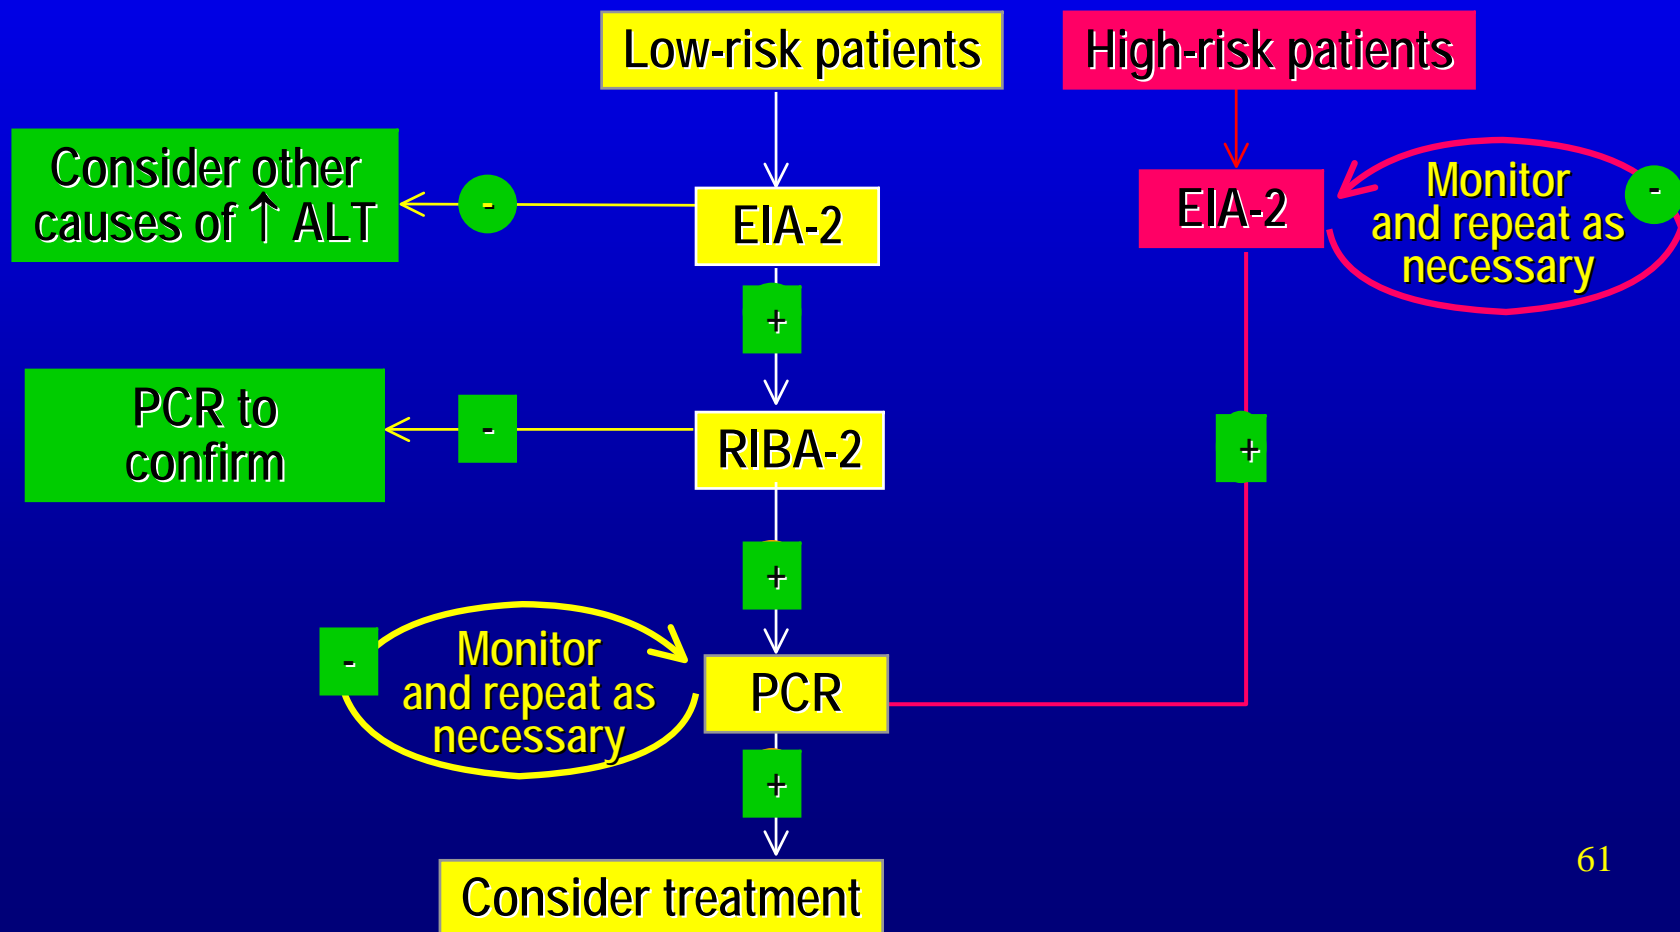 Low-risk patients
High-risk patients
Consider other
causes of ↑ ALT
-
EIA-2
EIA-2
Monitor
and repeat as
necessary
-
+
PCR to
confirm
-
RIBA-2
+
+
-
Monitor
and repeat as
necessary
PCR
+
Consider treatment
61